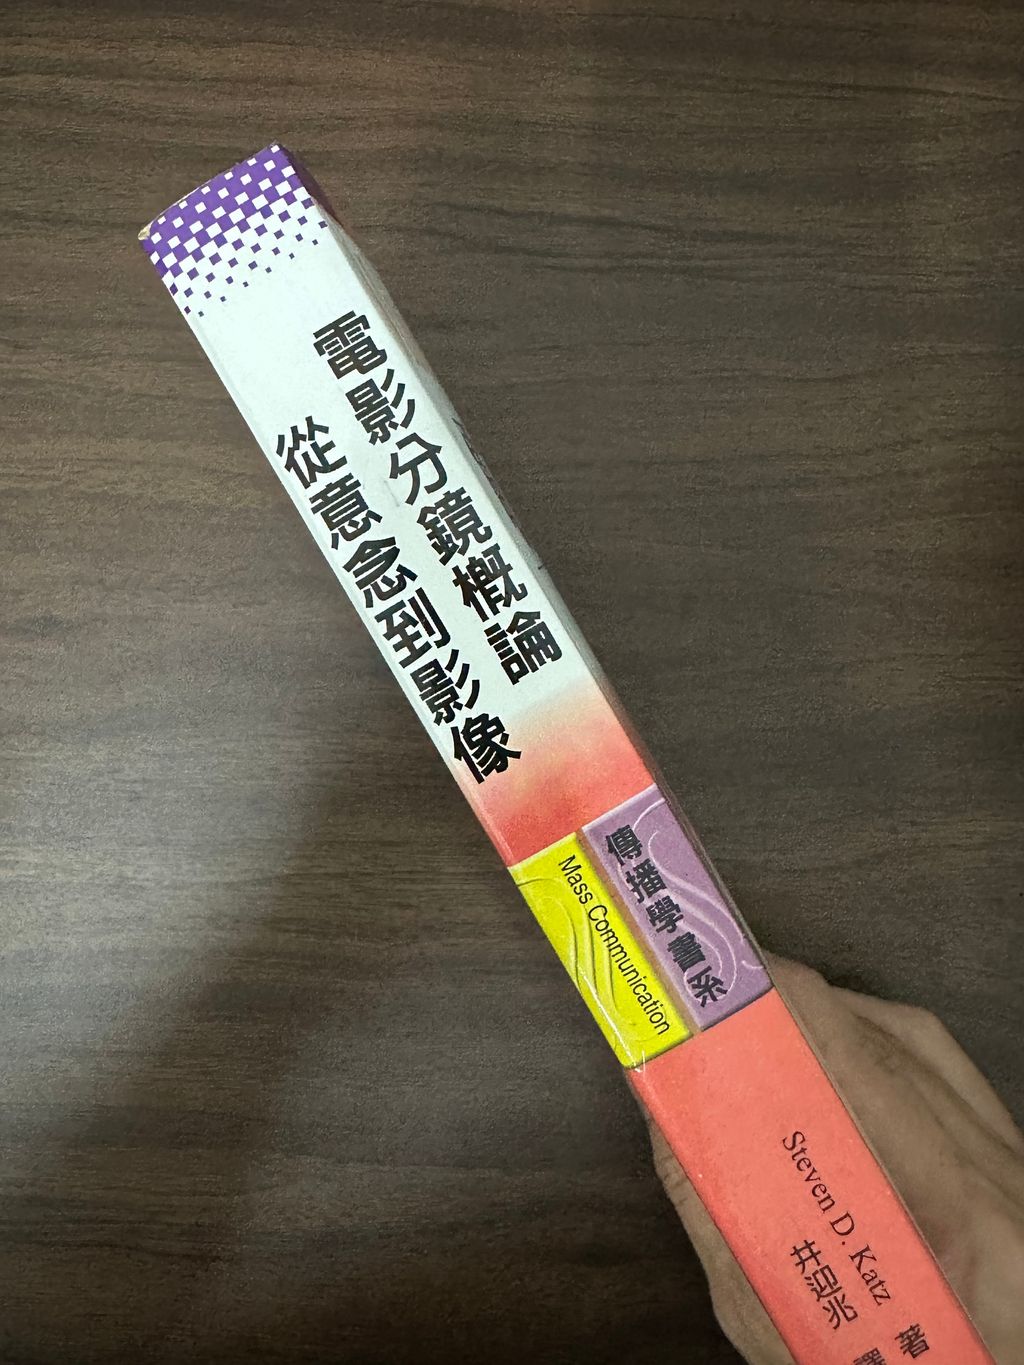 電影分鏡概論
從意念到影像
傳播學書系
Mass Communication
Steven D. Katz 著
井迎兆 譯